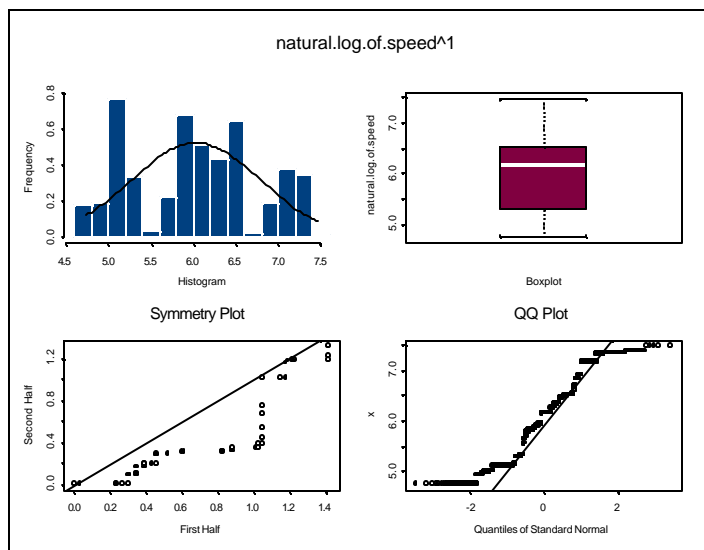 natural.log.of.speed^1
Frequency
0.0 0.2 0.4 0.6 0.8
4.5 5.0 5.5 6.0 6.5 7.0 7.5
Histogram
natural.log.of.speed
5.0 6.0 7.0
Boxplot
Symmetry Plot
Second Half
0.0 0.4 0.8 1.2
0.0 0.2 0.4 0.6 0.8 1.0 1.2 1.4
First Half
QQ Plot
x
5.0 6.0 7.0
-2 0 2
Quantiles of Standard Normal